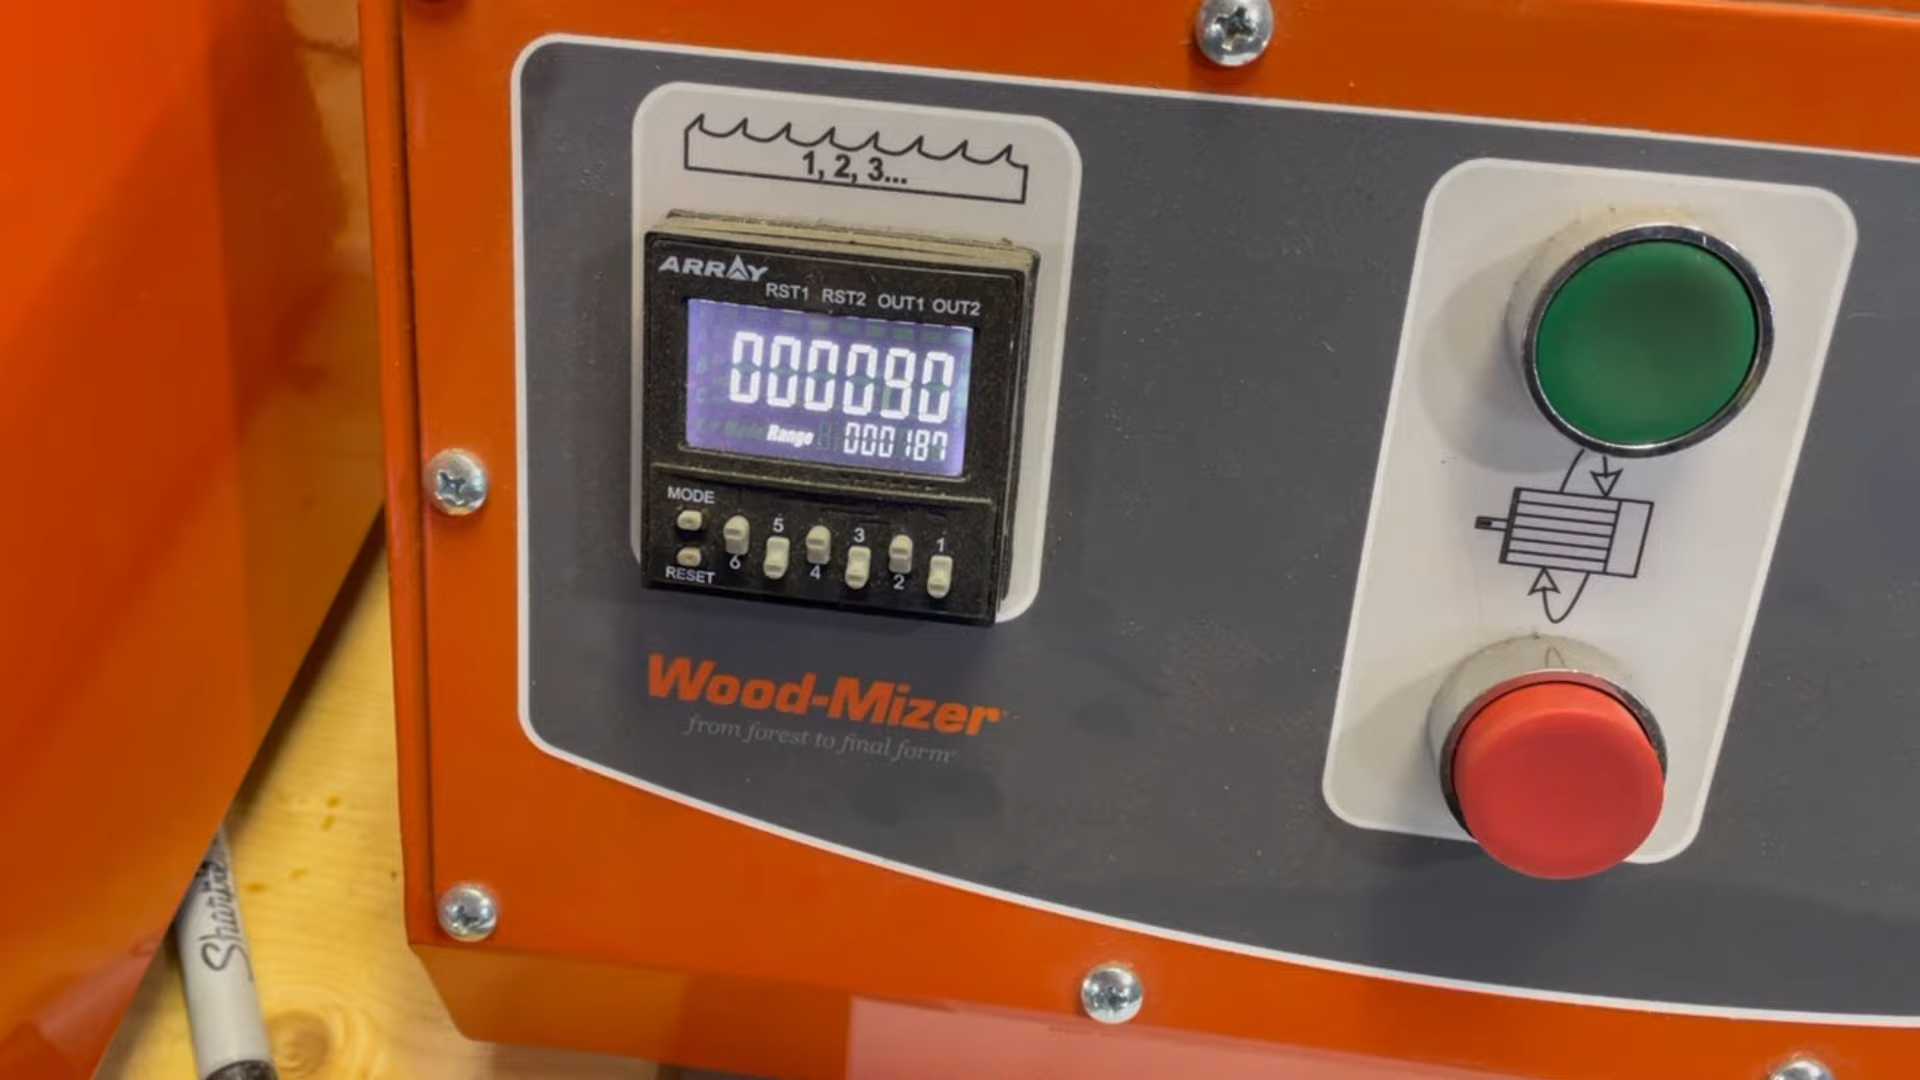 1, 2, 3...
ARRAY
RST1 RST2 OUT1 OUT2
000090
Range 000187
MODE
5 3 1
6 4 2
RESET
Wood-Mizer
from forest to final form
Sharpie